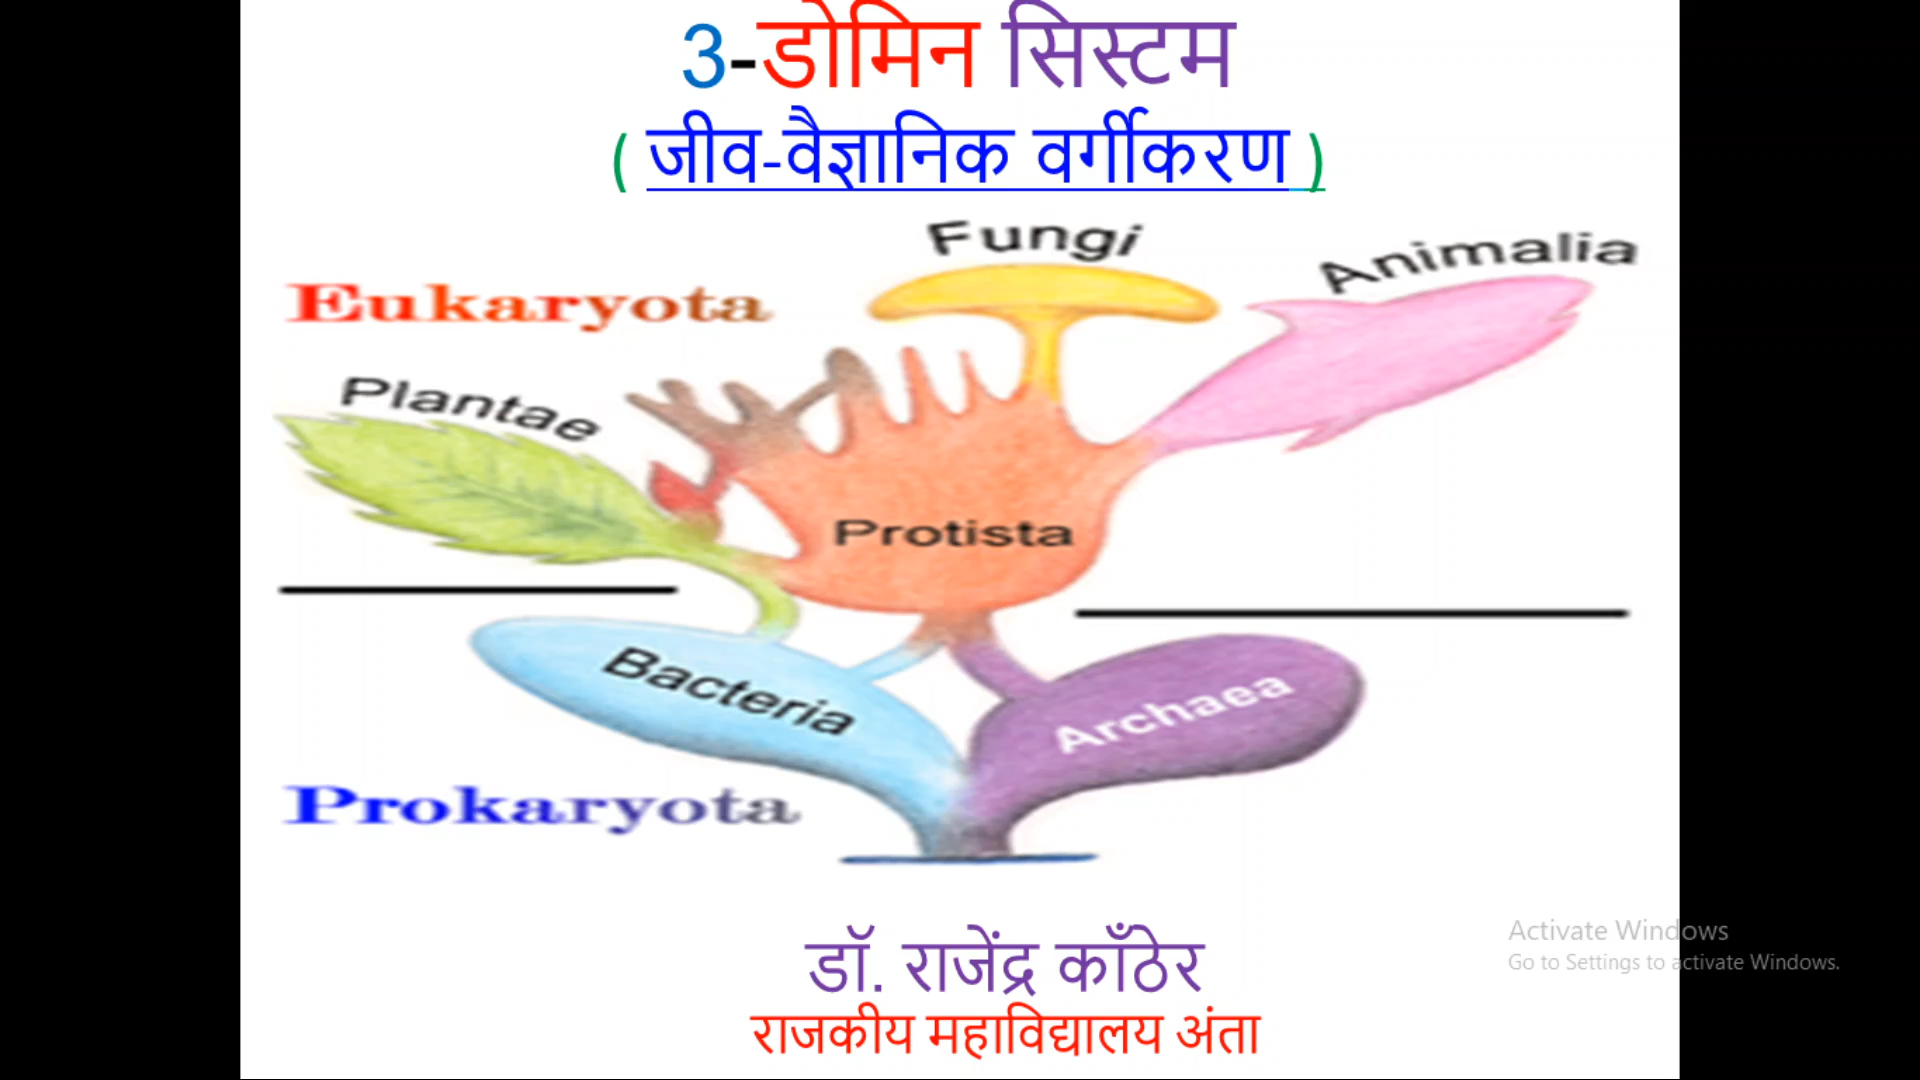 3-डोमिन सिस्टम
( जीव-वैज्ञानिक वर्गीकरण )
Fungi
Animalia
Eukaryota
Plantae
Protista
Bacteria
Archaea
Prokaryota
डॉ. राजेंद्र काँठेर
राजकीय महाविद्यालय अंता
Activate Windows
Go to Settings to activate Windows.